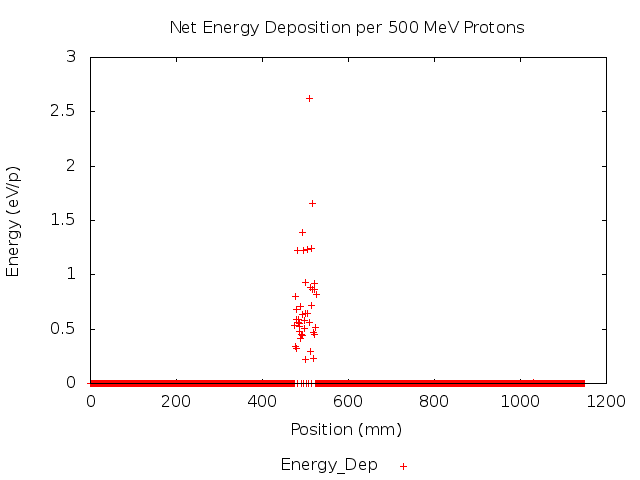 Net Energy Deposition per 500 MeV Protons
3
2.5
2
1.5
1
0.5
0
Energy (eV/p)
0 200 400 600 800 1000 1200
Position (mm)
Energy_Dep